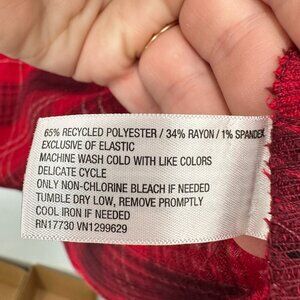 65% RECYCLED POLYESTER / 34% RAYON / 1% SPANDEX
EXCLUSIVE OF ELASTIC
MACHINE WASH COLD WITH LIKE COLORS
DELICATE CYCLE
ONLY NON-CHLORINE BLEACH IF NEEDED
TUMBLE DRY LOW, REMOVE PROMPTLY
COOL IRON IF NEEDED
RN17730 VN1299629